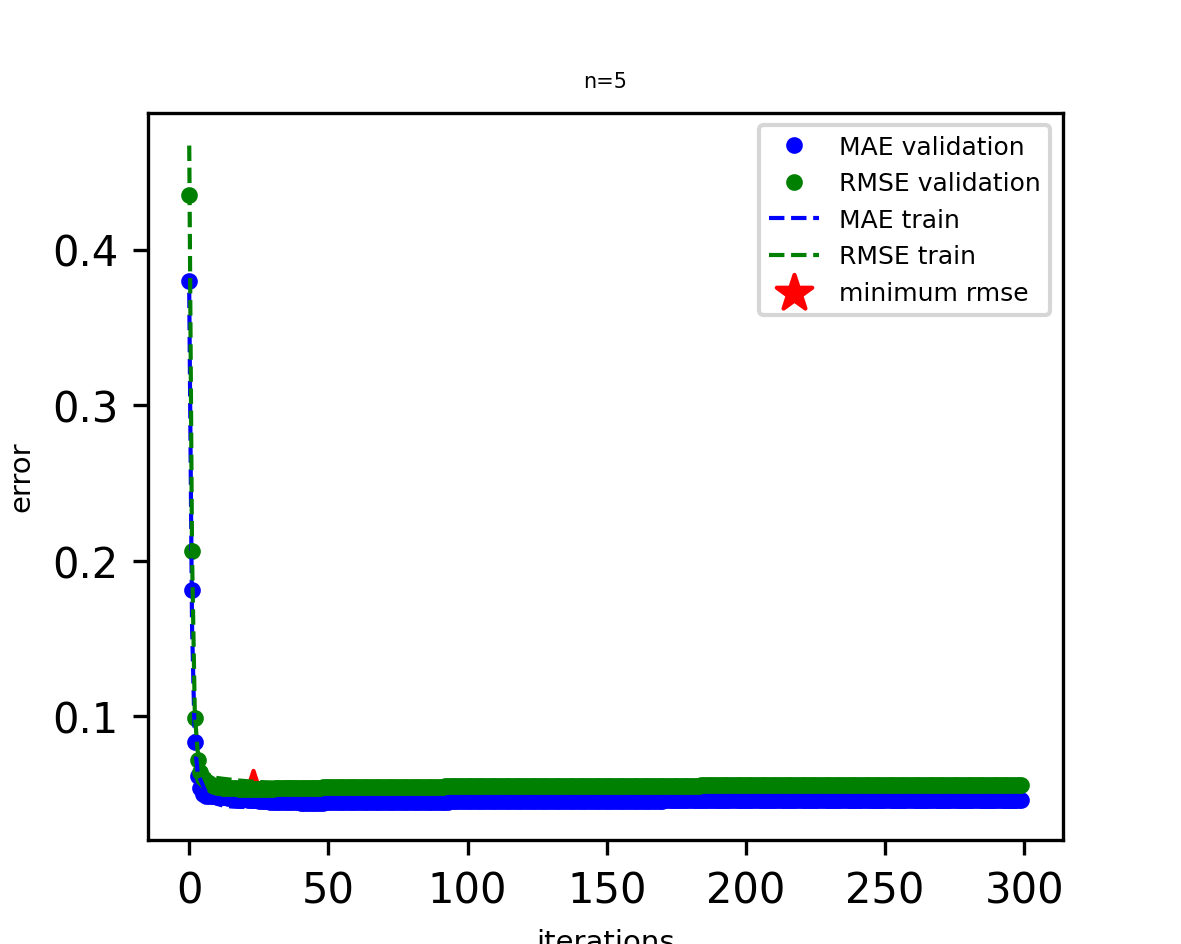 n=5
MAE validation
RMSE validation
MAE train
RMSE train
minimum rmse
error
0.4
0.3
0.2
0.1
0 50 100 150 200 250 300
iterations